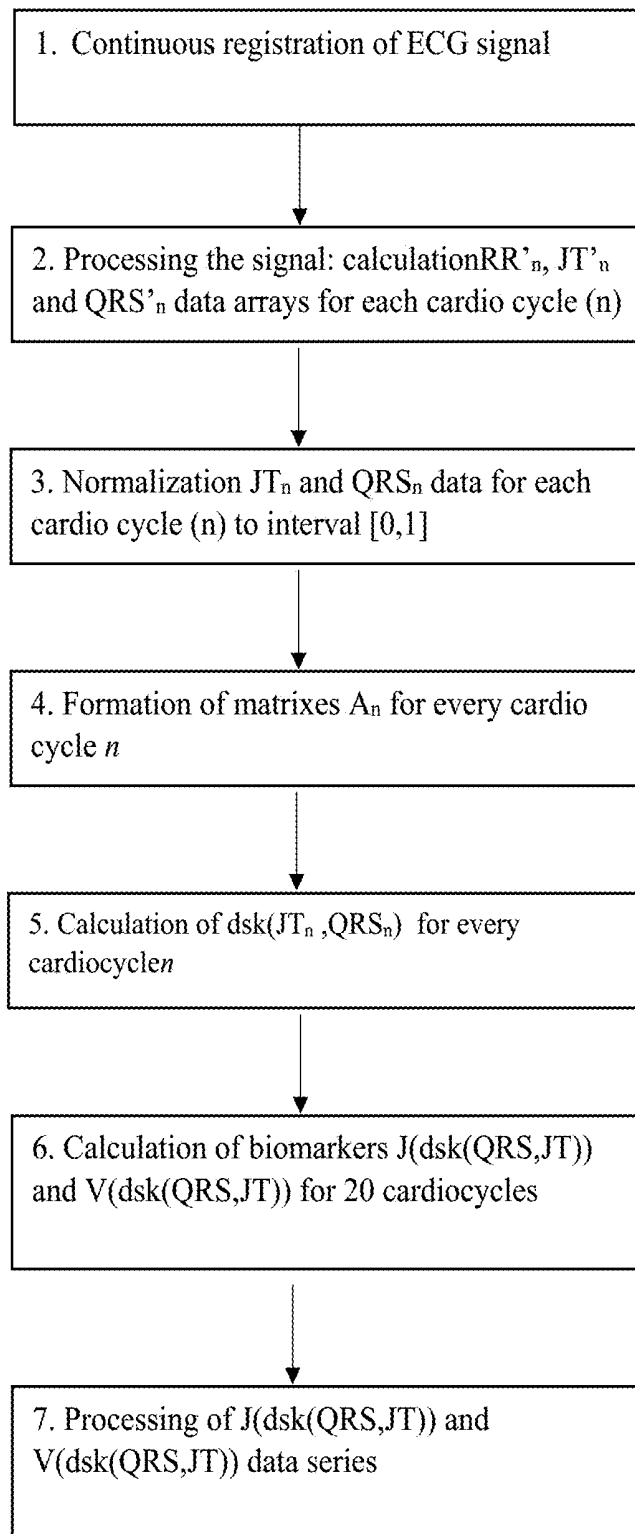 1. Continuous registration of ECG signal
2. Processing the signal: calculationRR’ₙ, JT’ₙ
and QRS’ₙ data arrays for each cardio cycle (n)
3. Normalization JTₙ and QRSₙ data for each
cardio cycle (n) to interval [0,1]
4. Formation of matrixes Aₙ for every cardio
cycle n
5. Calculation of dsk(JTₙ ,QRSₙ) for every
cardiocyclen
6. Calculation of biomarkers J(dsk(QRS,JT))
and V(dsk(QRS,JT)) for 20 cardiocycles
7. Processing of J(dsk(QRS,JT)) and
V(dsk(QRS,JT)) data series